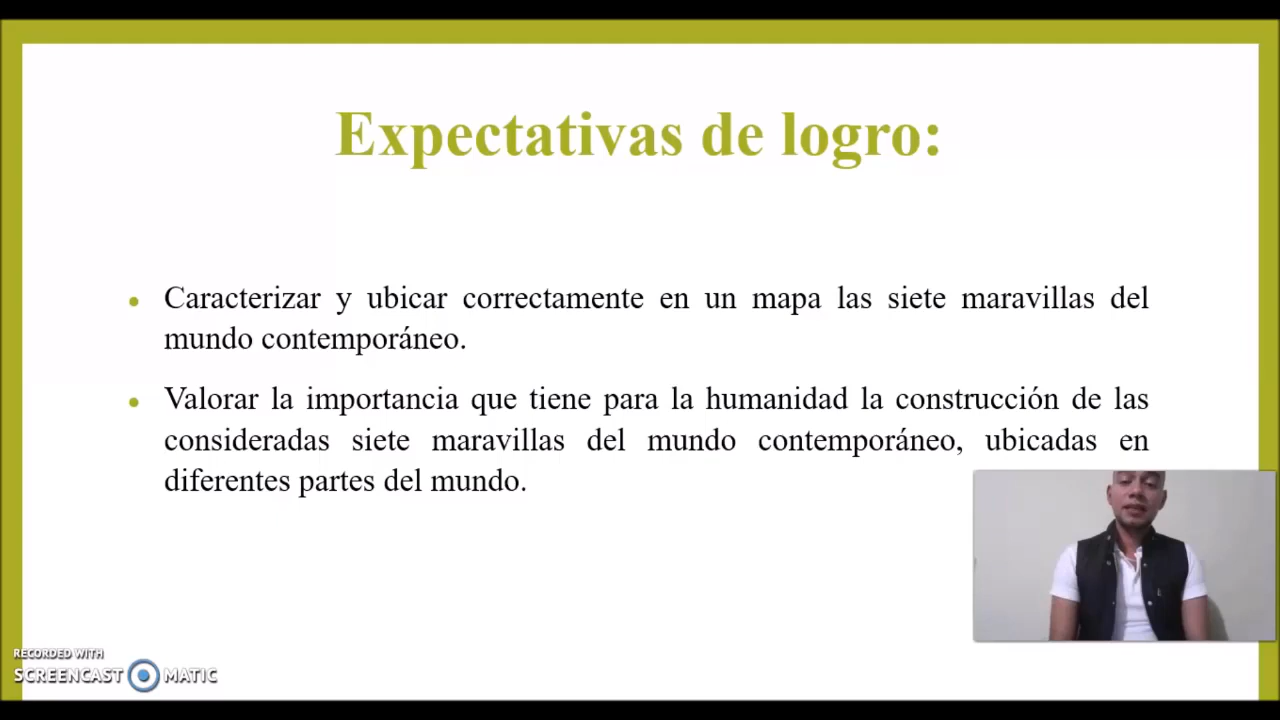 Expectativas de logro:
Caracterizar y ubicar correctamente en un mapa las siete maravillas del
mundo contemporáneo.
Valorar la importancia que tiene para la humanidad la construcción de las
consideradas siete maravillas del mundo contemporáneo, ubicadas en
diferentes partes del mundo.
RECORDED WITH
SCREENCAST MATIC